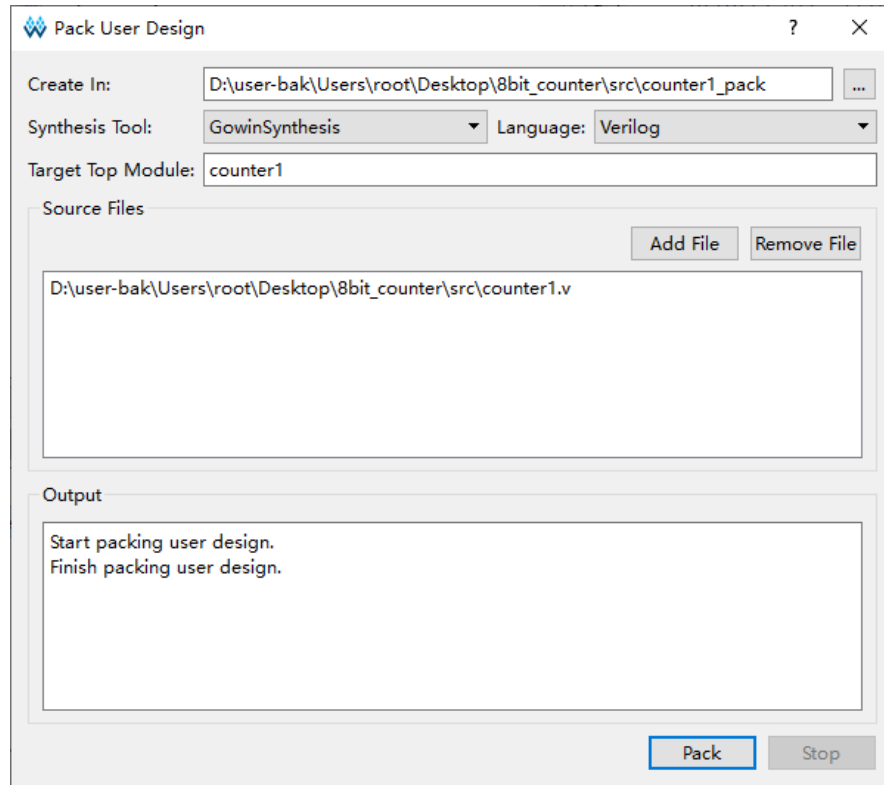 Pack User Design
?
Create In: D:\user-bak\Users\root\Desktop\8bit_counter\src\counter1_pack ...
Synthesis Tool: GowinSynthesis Language: Verilog
Target Top Module: counter1
Source Files
Add File Remove File
D:\user-bak\Users\root\Desktop\8bit_counter\src\counter1.v
Output
Start packing user design.
Finish packing user design.
Pack Stop